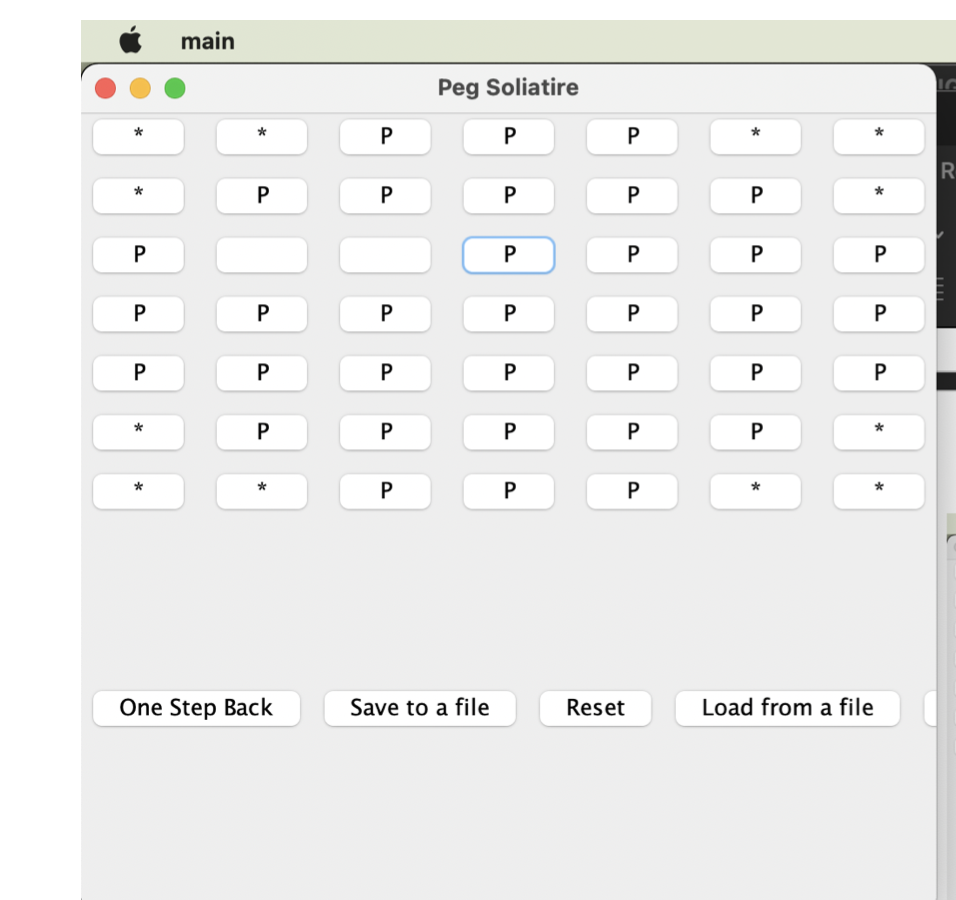 main
Peg Soliatire
* * P P P * *
* P P P P P *
P P P P P
P P P P P P P
P P P P P P P
* P P P P P *
* * P P P * *
One Step Back Save to a file Reset Load from a file